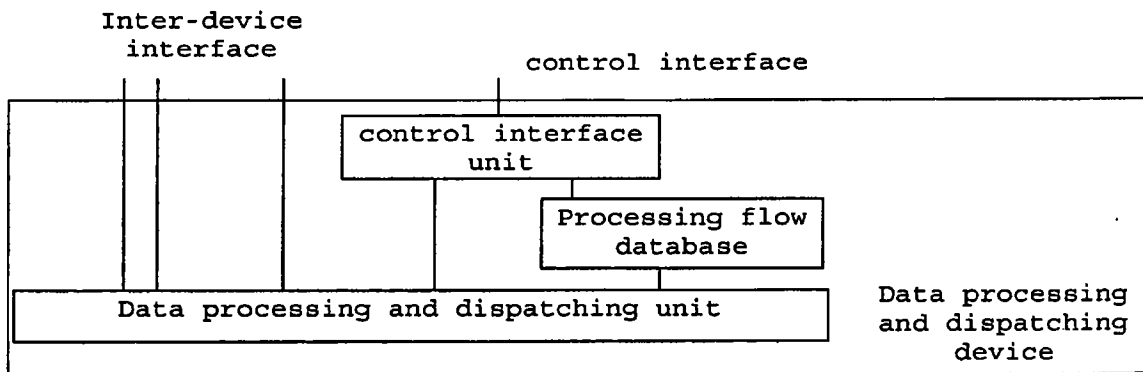 Inter-device
interface
control interface
control interface
unit
Processing flow
database
Data processing and dispatching unit
Data processing
and dispatching
device